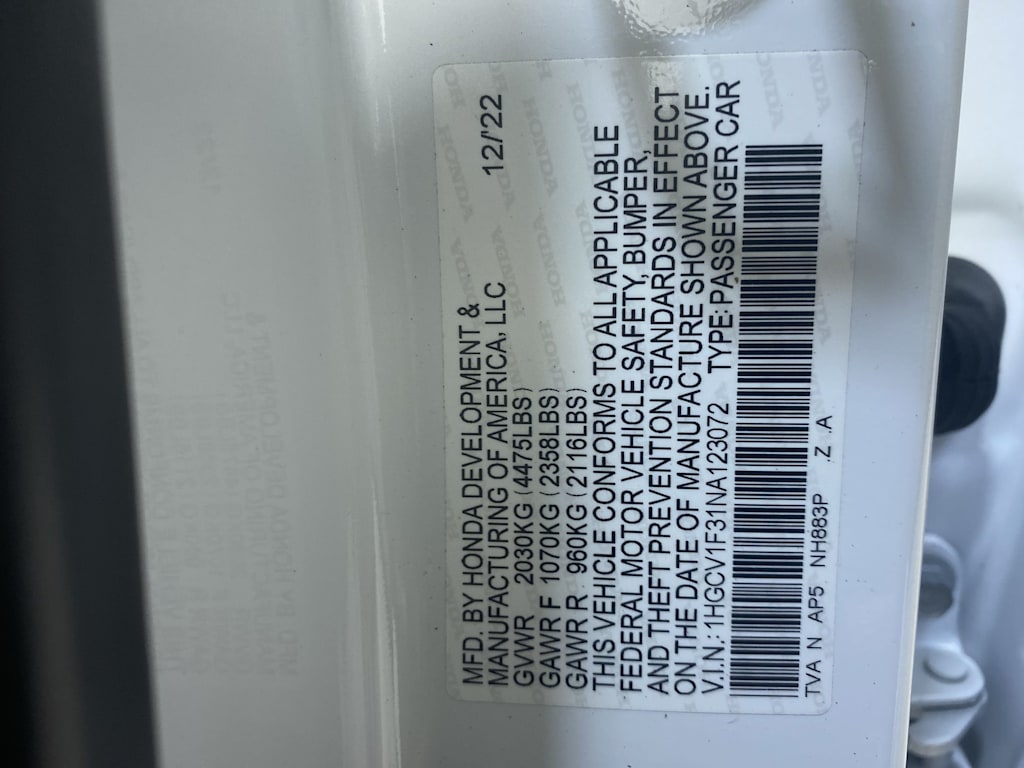 MFD. BY HONDA DEVELOPMENT &
MANUFACTURING OF AMERICA, LLC 12/'22
GVWR 2030KG (4475LBS)
GAWR F 1070KG (2358LBS)
GAWR R 960KG (2116LBS)
THIS VEHICLE CONFORMS TO ALL APPLICABLE
FEDERAL MOTOR VEHICLE SAFETY, BUMPER,
AND THEFT PREVENTION STANDARDS IN EFFECT
ON THE DATE OF MANUFACTURE SHOWN ABOVE.
V.I.N.: 1HGCV1F31NA123072 TYPE: PASSENGER CAR
TVA N AP5 NH883P Z .A